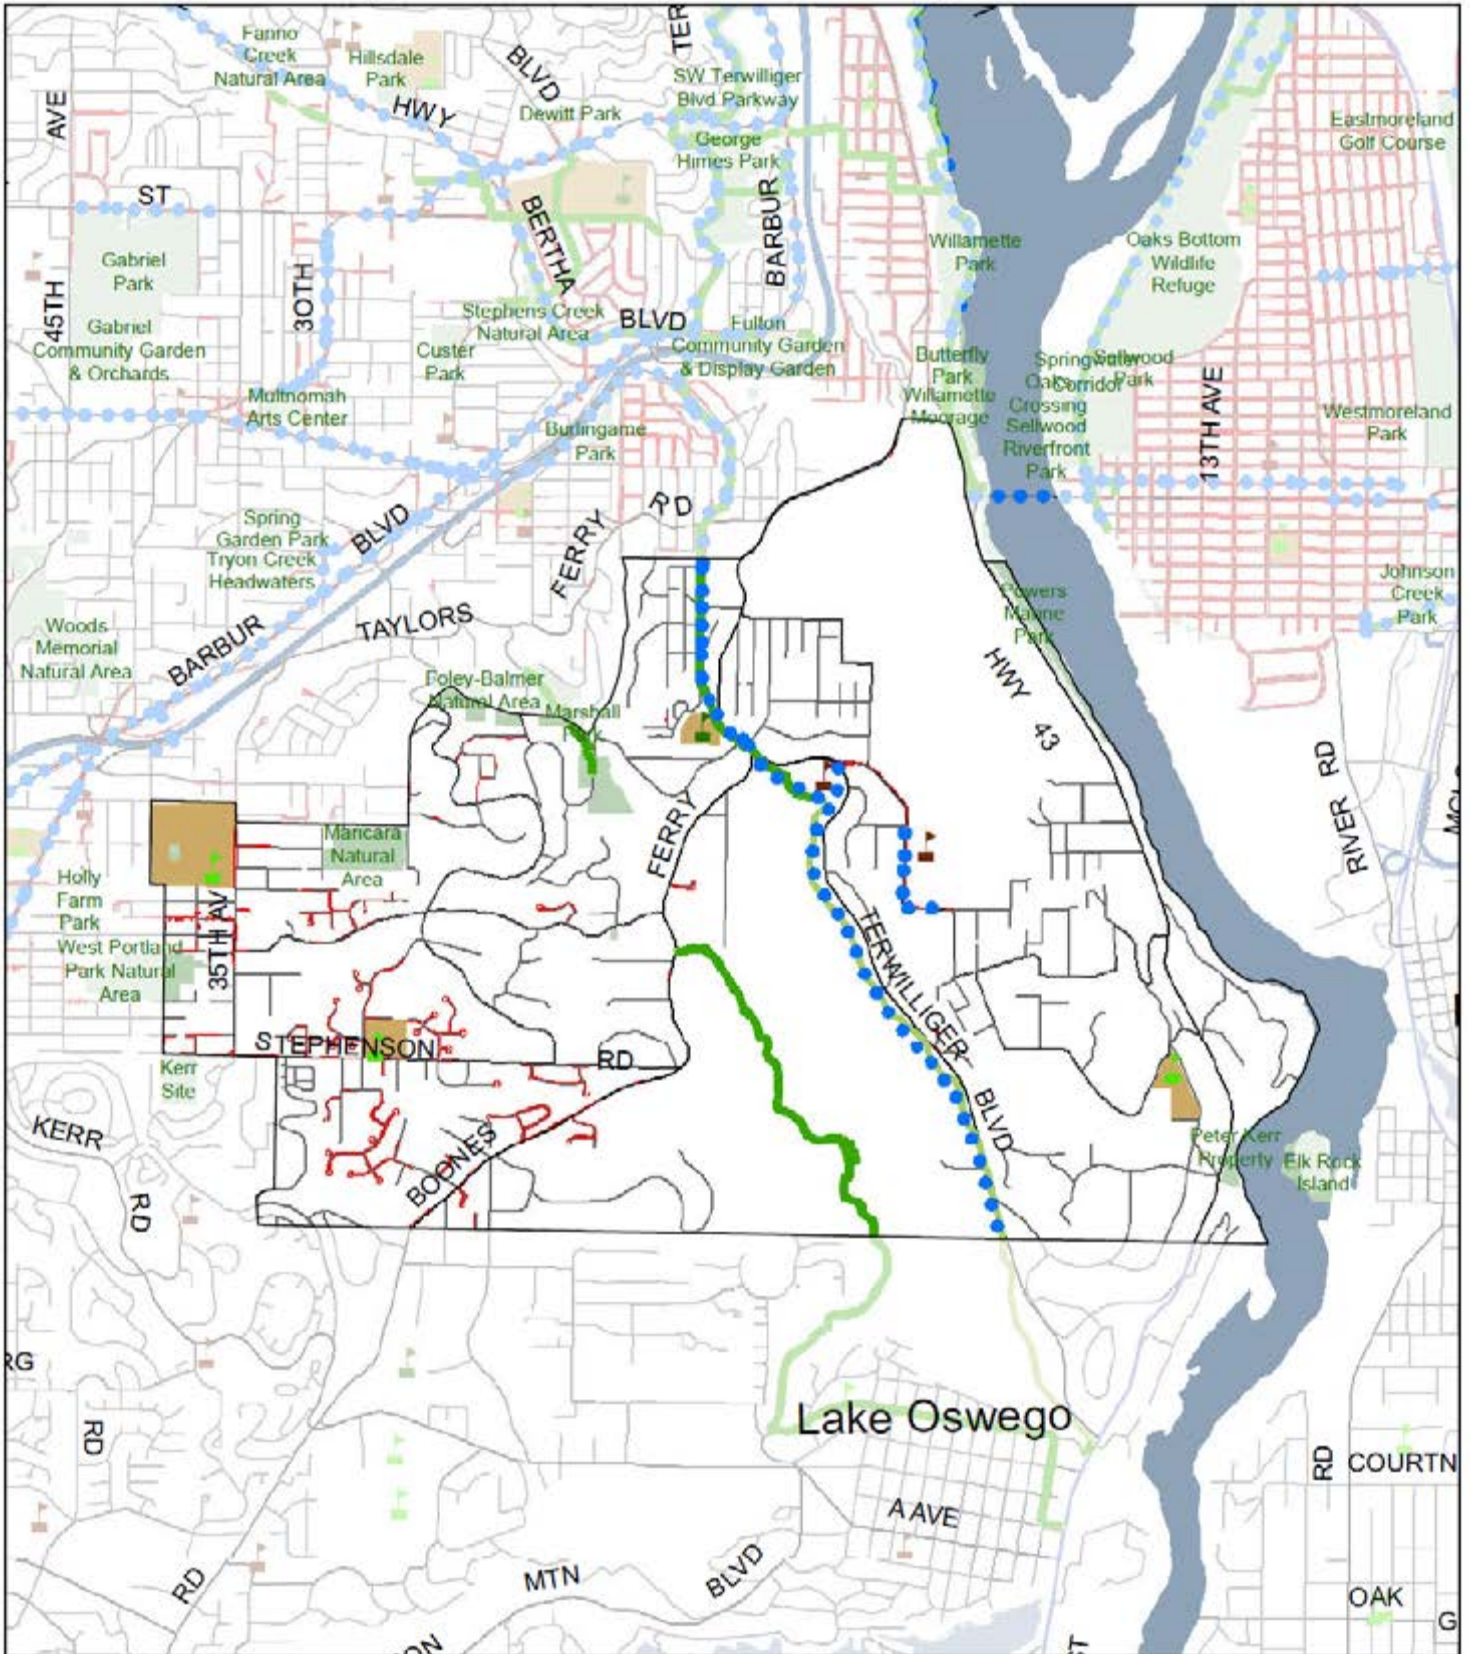 TER
Fanno
Creek
Natural Area
Hillsdale
Park
BLVD
HWY
Dewitt Park
SW Terwilliger
Blvd Parkway
George
Himes Park
Eastmoreland
Golf Course
AVE
ST
BERTHA
BARBUR
Gabriel
Park
Willamette
Park
Oaks Bottom
Wildlife
Refuge
45TH
30TH
Gabriel
Community Garden
& Orchards
Stephens Creek
Natural Area
BLVD
Fulton
Community Garden
& Display Garden
Custer
Park
Butterfly
Park
Willamette
Moorage
Springwater
Corridor
Sellwood
Park
Oaks
Crossing
Sellwood
Riverfront
Park
13TH AVE
Westmoreland
Park
Multnomah
Arts Center
Burlingame
Park
RD
FERRY
Spring
Garden Park
Tryon Creek
Headwaters
BLVD
BARBUR
TAYLORS
Woods
Memorial
Natural Area
Powers
Marine
Park
Johnson
Creek
Park
HWY
43
Foley-Balmer
Natural Area
Marshall
Park
RIVER RD
FERRY
Maricara
Natural
Area
Holly
Farm
Park
West Portland
Park Natural
Area
35TH AV
TERWILLIGER
BLVD
STEPHENSON
RD
Kerr
Site
KERR
RD
BOONES
Peter Kerr
Property
Elk Rock
Island
RD
Lake Oswego
A AVE
RD
COURTN
RD
MTN
BLVD
OAK
G
ON
ST